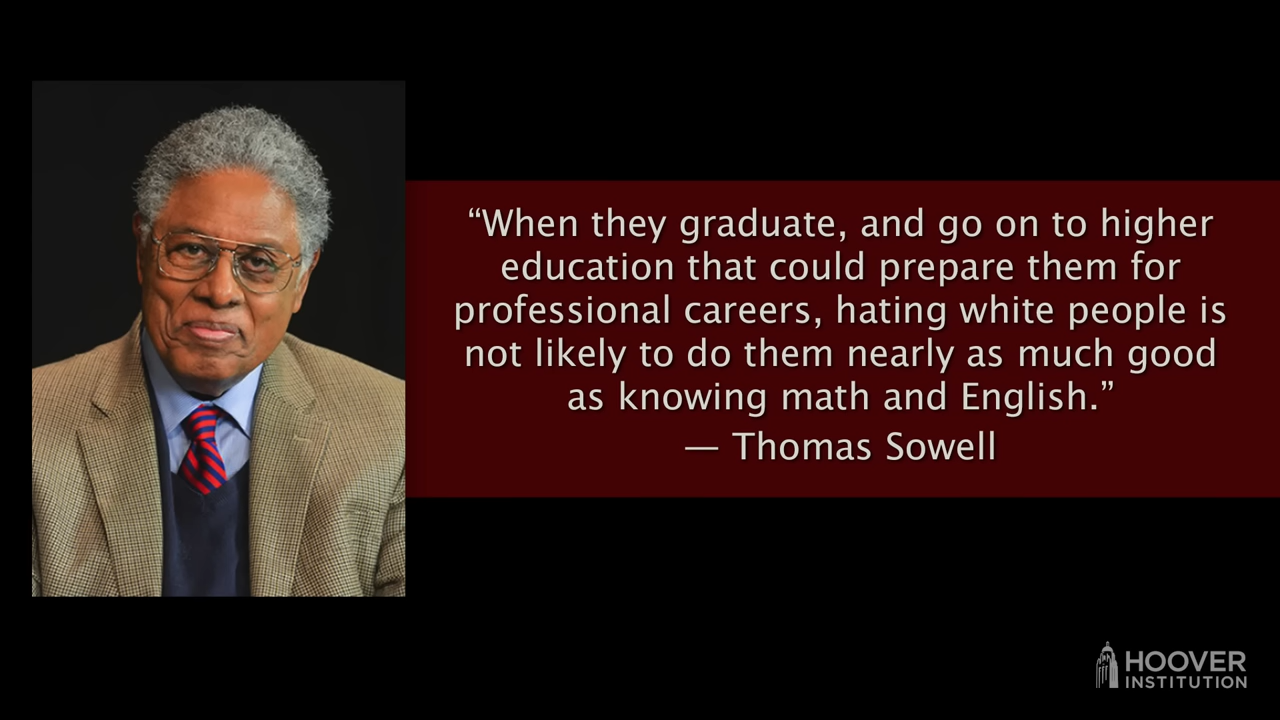 “When they graduate, and go on to higher
education that could prepare them for
professional careers, hating white people is
not likely to do them nearly as much good
as knowing math and English.”
— Thomas Sowell
HOOVER
INSTITUTION